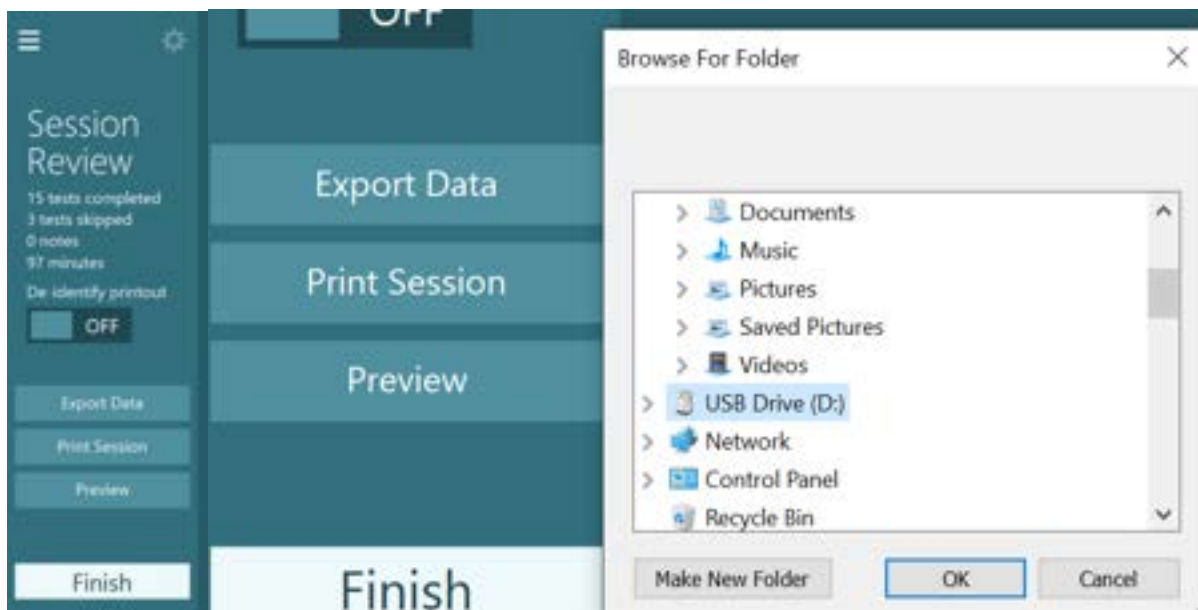 Session
Review
15 tests completed
3 tests skipped
0 notes
97 minutes
De-identify printout
OFF
Export Data
Print Session
Preview
Finish
OFF
Export Data
Print Session
Preview
Finish
Browse For Folder
Documents
Music
Pictures
Saved Pictures
Videos
USB Drive (D:)
Network
Control Panel
Recycle Bin
Make New Folder
OK
Cancel